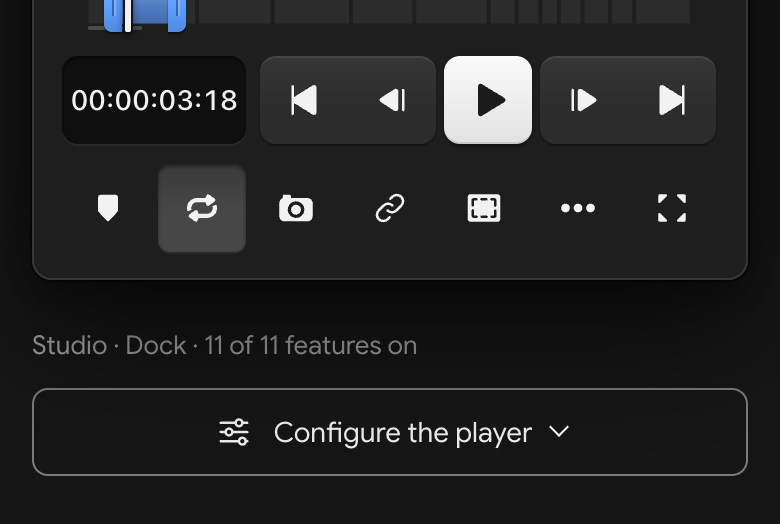 00:00:03:18
Studio · Dock · 11 of 11 features on
Configure the player